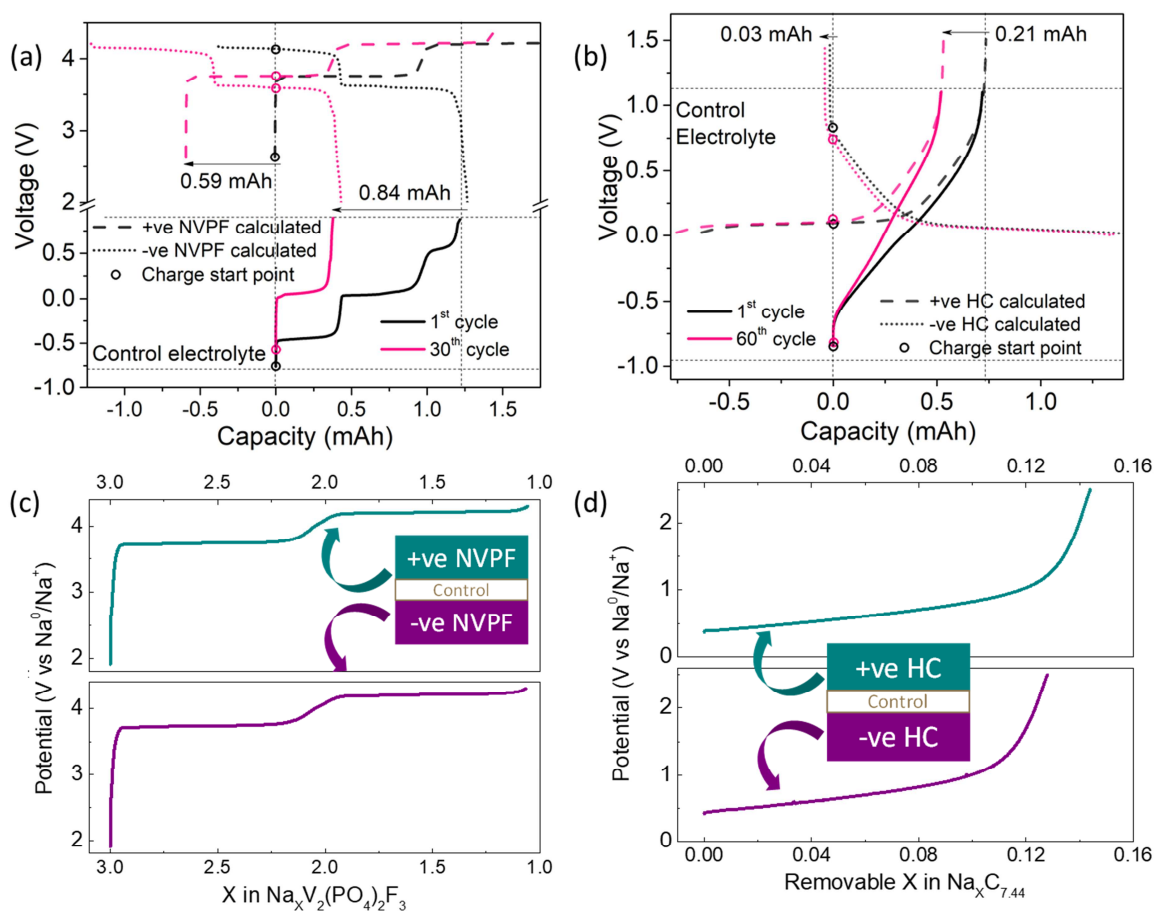 (a)
4
3
2
0.5
0.0
-0.5
-1.0
Voltage (V)
0.59 mAh
0.84 mAh
+ve NVPF calculated
-ve NVPF calculated
Charge start point
1st cycle
30th cycle
Control electrolyte
-1.0 -0.5 0.0 0.5 1.0 1.5
Capacity (mAh)
(b)
0.03 mAh
0.21 mAh
1.5
1.0
0.5
0.0
-0.5
-1.0
Voltage (V)
Control
Electrolyte
1st cycle
60th cycle
+ve HC calculated
-ve HC calculated
Charge start point
-0.5 0.0 0.5 1.0
Capacity (mAh)
(c)
3.0 2.5 2.0 1.5 1.0
4
3
2
4
3
2
Potential (V vs Na0/Na+)
+ve NVPF
Control
-ve NVPF
3.0 2.5 2.0 1.5 1.0
X in NaXV2(PO4)2F3
(d)
0.00 0.04 0.08 0.12 0.16
2
1
0
2
1
0
Potential (V vs Na0/Na+)
+ve HC
Control
-ve HC
0.00 0.04 0.08 0.12 0.16
Removable X in NaXC7.44